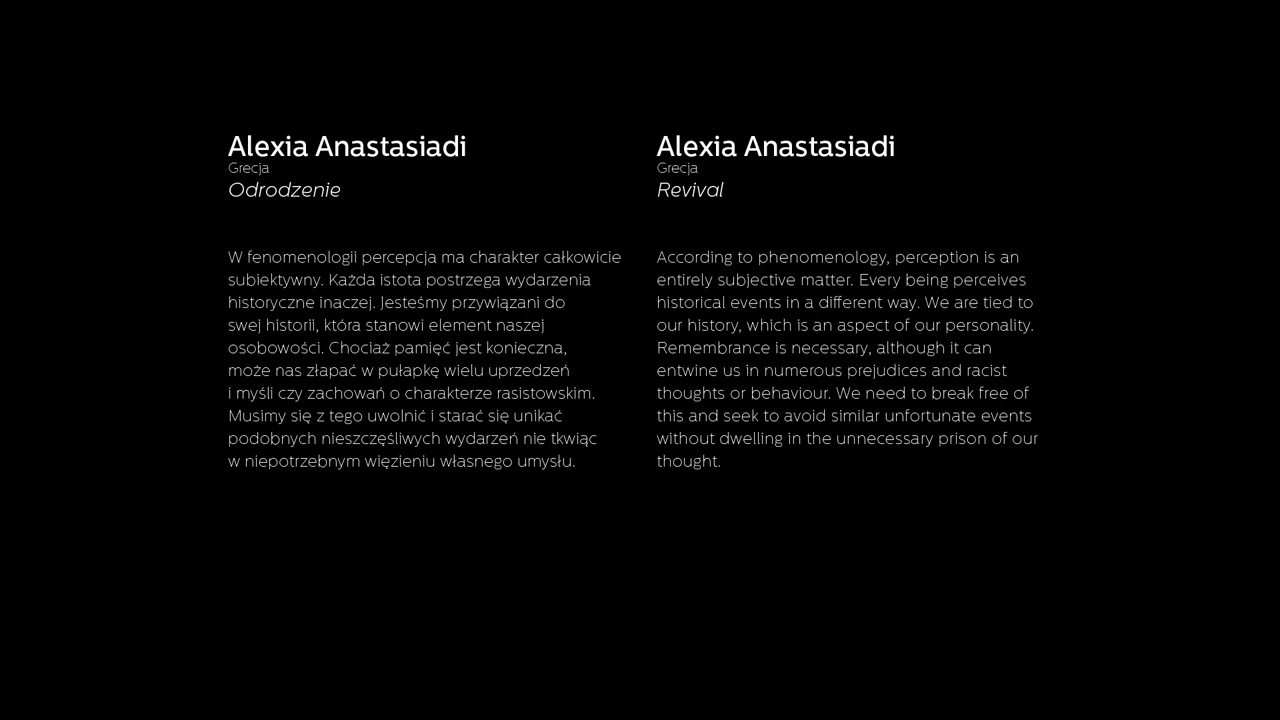 Alexia Anastasiadi
Grecja
Odrodzenie
W fenomenologii percepcja ma charakter całkowicie
subiektywny. Każda istota postrzega wydarzenia
historyczne inaczej. Jesteśmy przywiązani do
swej historii, która stanowi element naszej
osobowości. Chociaż pamięć jest konieczna,
może nas złapać w pułapkę wielu uprzedzeń
i myśli czy zachowań o charakterze rasistowskim.
Musimy się z tego uwolnić i starać się unikać
podobnych nieszczęśliwych wydarzeń nie tkwiąc
w niepotrzebnym więzieniu własnego umysłu.
Alexia Anastasiadi
Grecja
Revival
According to phenomenology, perception is an
entirely subjective matter. Every being perceives
historical events in a different way. We are tied to
our history, which is an aspect of our personality.
Remembrance is necessary, although it can
entwine us in numerous prejudices and racist
thoughts or behaviour. We need to break free of
this and seek to avoid similar unfortunate events
without dwelling in the unnecessary prison of our
thought.